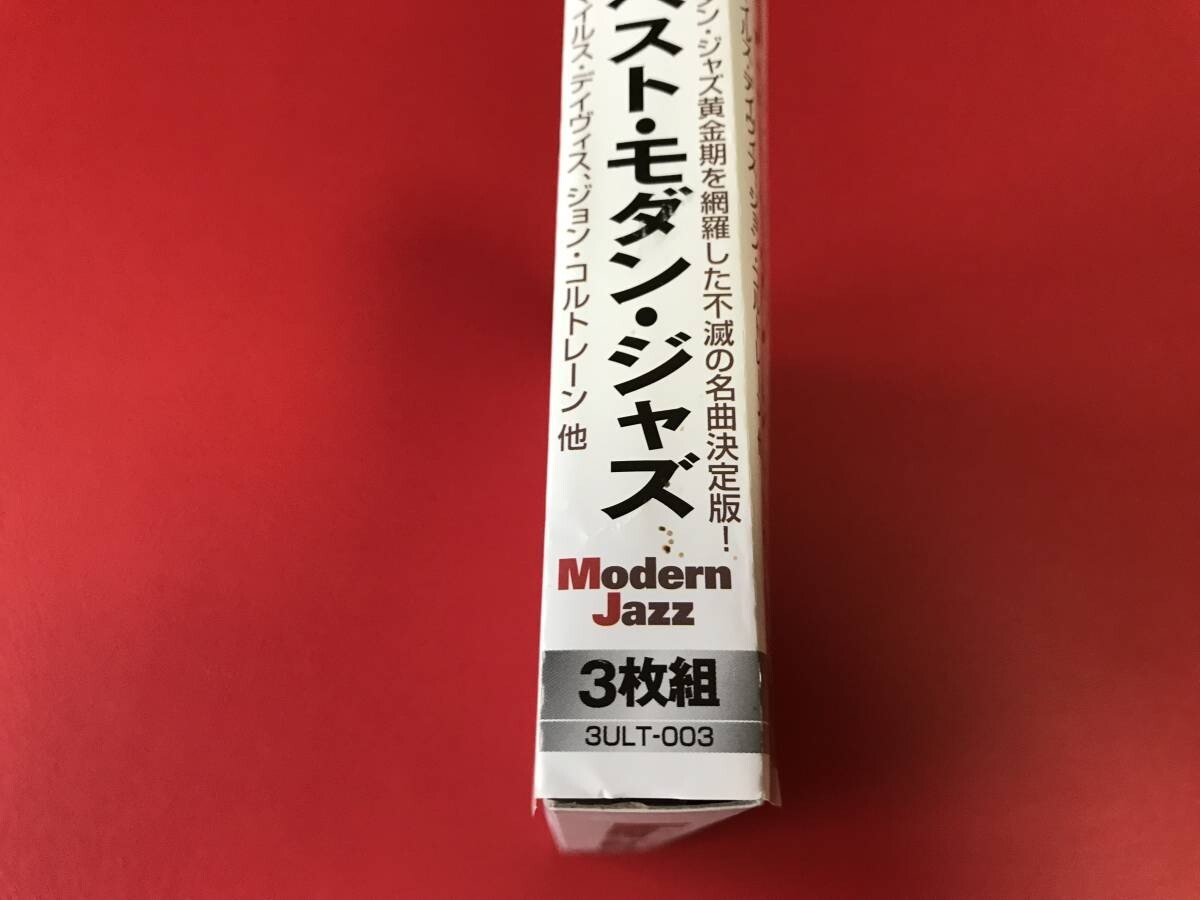 ン・ジャズ黄金期を網羅した不滅の名曲決定版！
スト・モダン・ジャズ
イルス・デイヴィス、ジョン・コルトレーン 他
Modern
Jazz
3枚組
3ULT-003